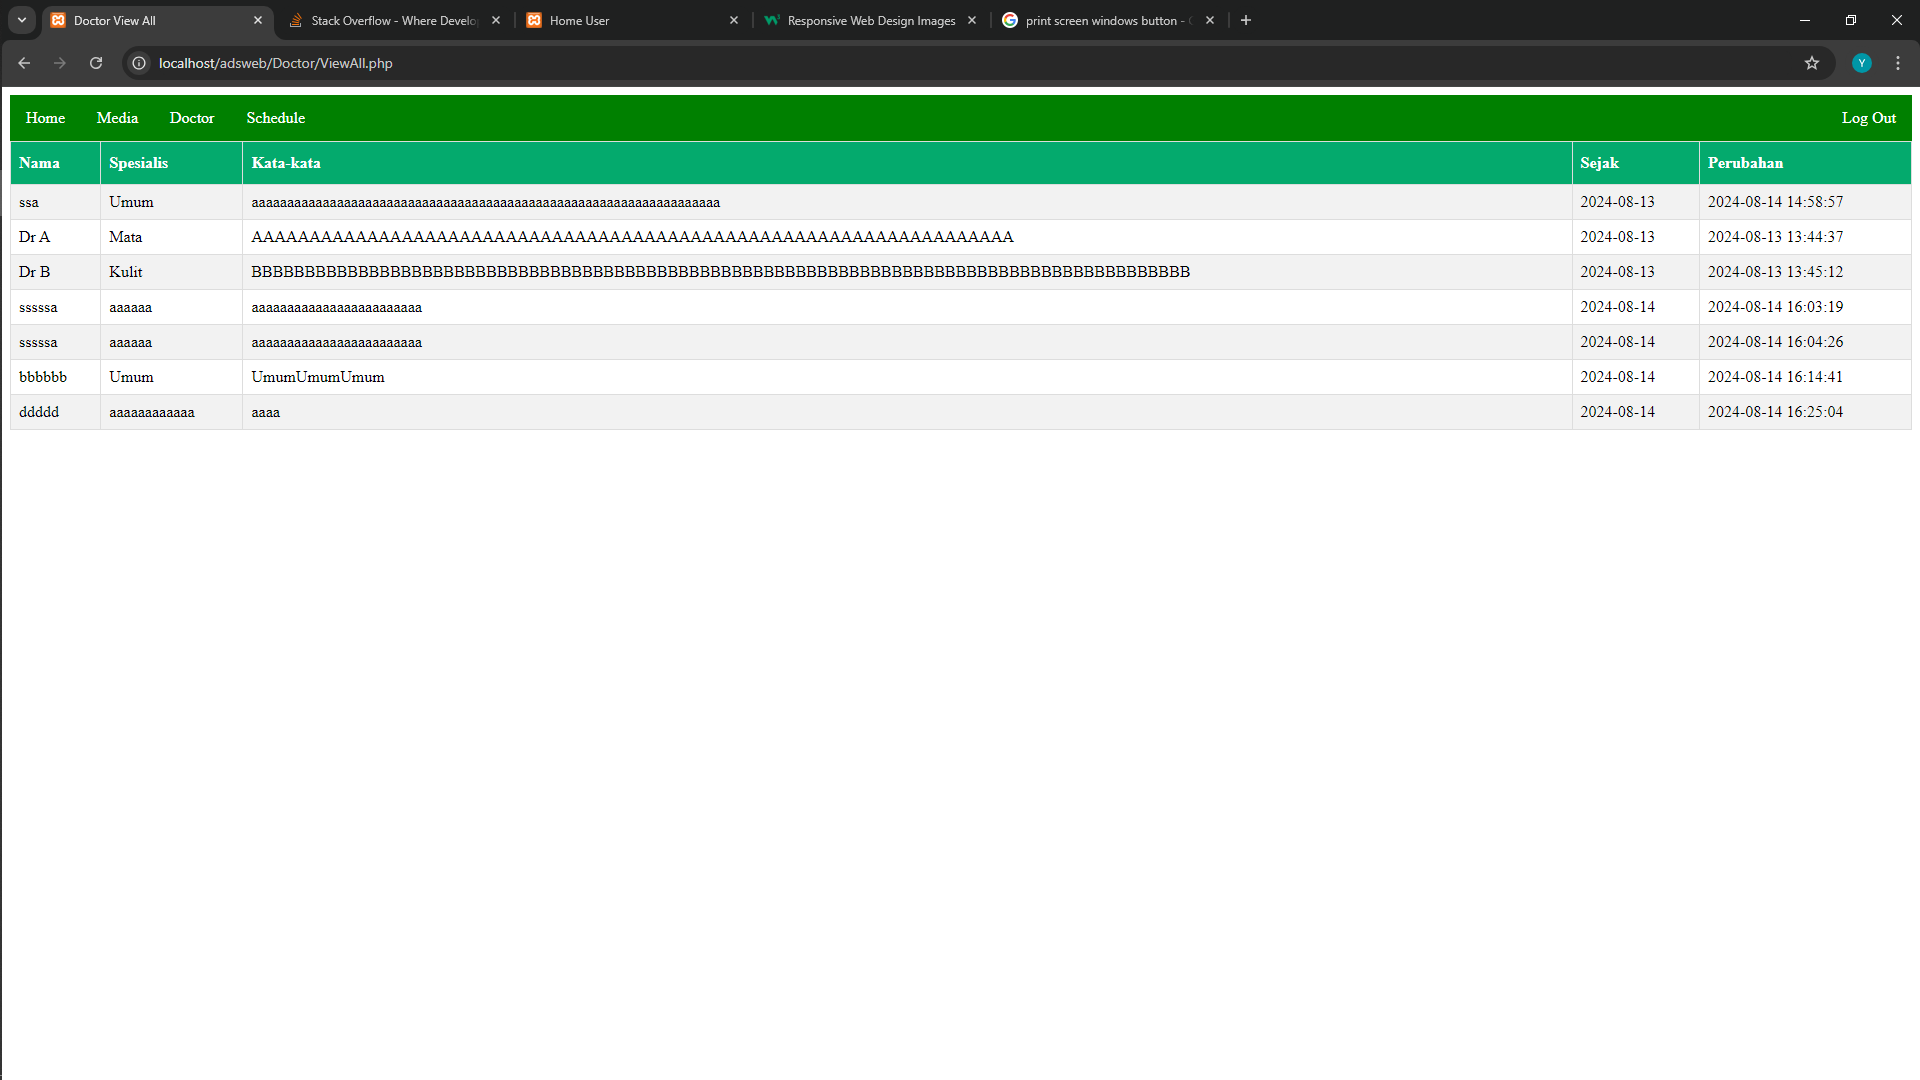 Doctor View All
Stack Overflow - Where Develo
Home User
Responsive Web Design Images
print screen windows button -
localhost/adsweb/Doctor/ViewAll.php
Y
Home Media Doctor Schedule Log Out
Nama Spesialis Kata-kata Sejak Perubahan
ssa Umum aaaaaaaaaaaaaaaaaaaaaaaaaaaaaaaaaaaaaaaaaaaaaaaaaaaaaaaaaaaaaaaaaa 2024-08-13 2024-08-14 14:58:57
Dr A Mata AAAAAAAAAAAAAAAAAAAAAAAAAAAAAAAAAAAAAAAAAAAAAAAAAAAAAAAAAAAAAAAAAA 2024-08-13 2024-08-13 13:44:37
Dr B Kulit BBBBBBBBBBBBBBBBBBBBBBBBBBBBBBBBBBBBBBBBBBBBBBBBBBBBBBBBBBBBBBBBBBBBBBBBBBBBBBBBBBBBBBBB 2024-08-13 2024-08-13 13:45:12
sssssa aaaaaa aaaaaaaaaaaaaaaaaaaaaaaa 2024-08-14 2024-08-14 16:03:19
sssssa aaaaaa aaaaaaaaaaaaaaaaaaaaaaaa 2024-08-14 2024-08-14 16:04:26
bbbbbb Umum UmumUmumUmum 2024-08-14 2024-08-14 16:14:41
ddddd aaaaaaaaaaaa aaaa 2024-08-14 2024-08-14 16:25:04